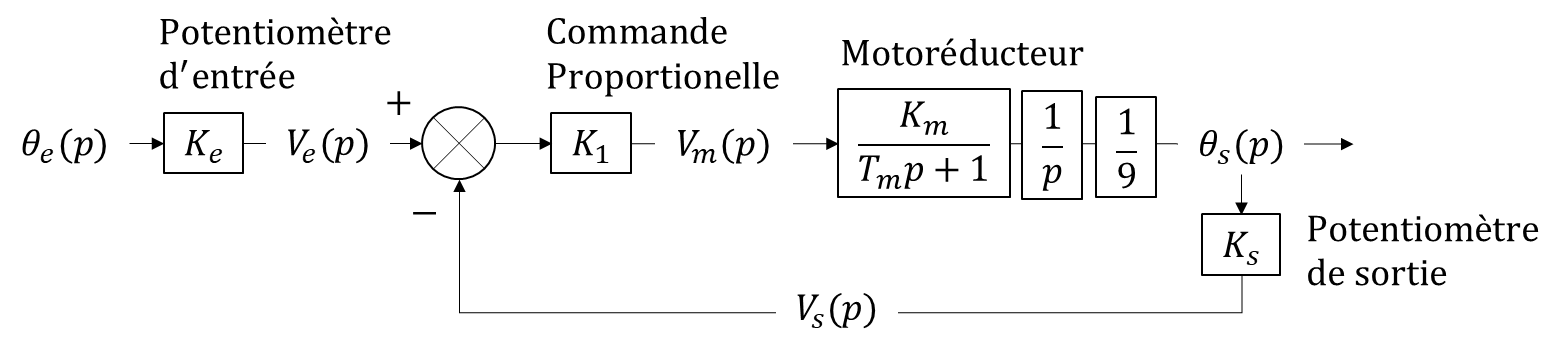 Potentiomètre
d′entrée
Commande
Proportionelle
Motoréducteur
θₑ(p)
Kₑ
Vₑ(p)
+
−
K₁
Vₘ(p)
Kₘ
Tₘp + 1
1
p
1
9
θₛ(p)
Kₛ
Potentiomètre
de sortie
Vₛ(p)